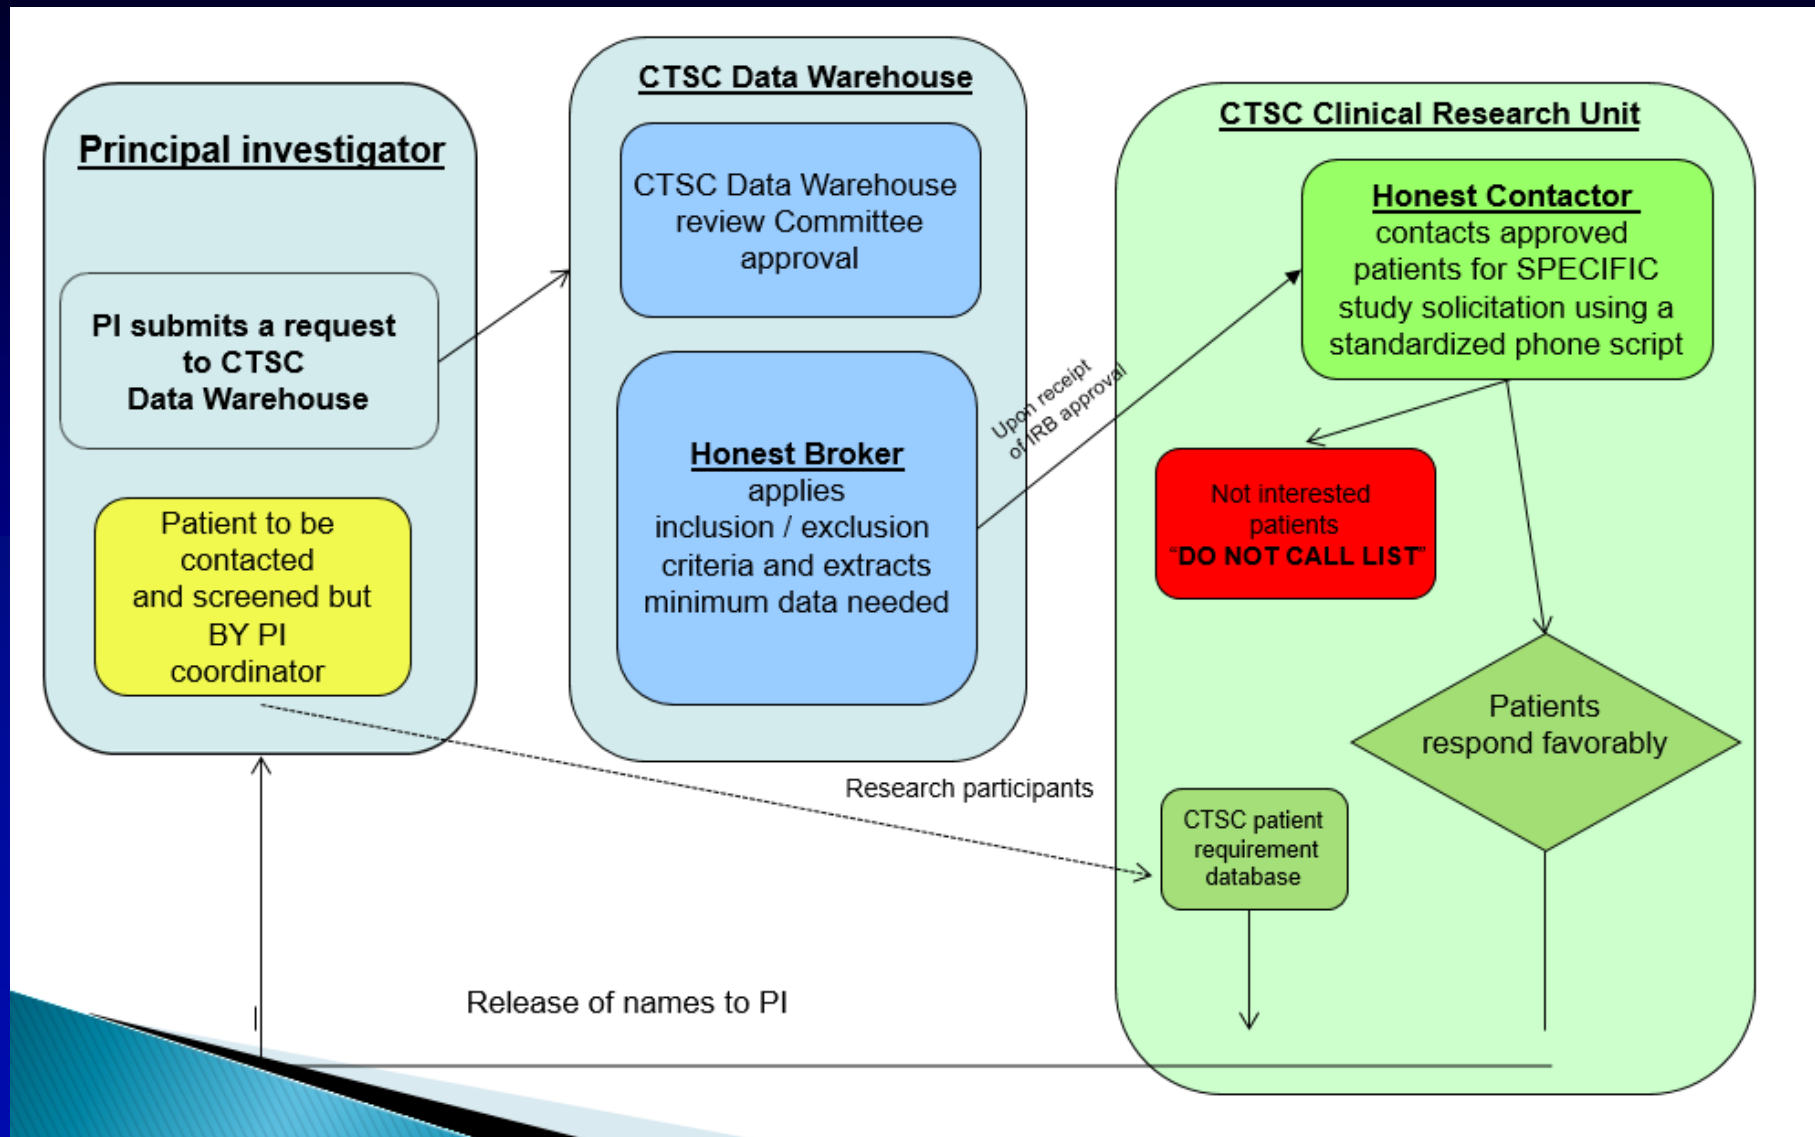 Principal investigator
PI submits a request
to CTSC
Data Warehouse
Patient to be
contacted
and screened but
BY PI
coordinator
CTSC Data Warehouse
CTSC Data Warehouse
review Committee
approval
Honest Broker
applies
inclusion / exclusion
criteria and extracts
minimum data needed
Upon receipt
of IRB approval
CTSC Clinical Research Unit
Honest Contactor
contacts approved
patients for SPECIFIC
study solicitation using a
standardized phone script
Not interested
patients
“DO NOT CALL LIST”
Patients
respond favorably
Research participants
CTSC patient
requirement
database
Release of names to PI